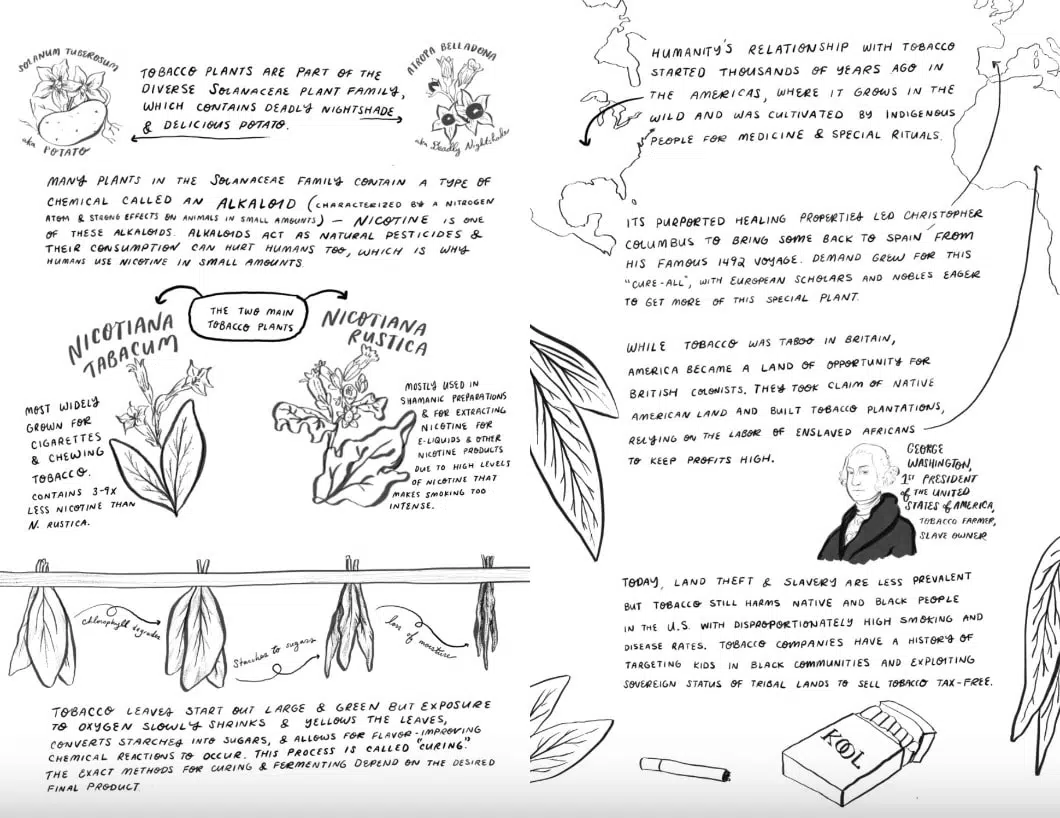 SOLANUM TUBEROSUM
aka POTATO
TOBACCO PLANTS ARE PART OF THE
DIVERSE SOLANACEAE PLANT FAMILY,
WHICH CONTAINS DEADLY NIGHTSHADE
& DELICIOUS POTATO.
ATROPA BELLADONA
aka Deadly Nightshade
MANY PLANTS IN THE SOLANACEAE FAMILY CONTAIN A TYPE OF
CHEMICAL CALLED AN ALKALOID (CHARACTERIZED BY A NITROGEN
ATOM & STRONG EFFECTS ON ANIMALS IN SMALL AMOUNTS) – NICOTINE IS ONE
OF THESE ALKALOIDS. ALKALOIDS ACT AS NATURAL PESTICIDES &
THEIR CONSUMPTION CAN HURT HUMANS TOO, WHICH IS WHY
HUMANS USE NICOTINE IN SMALL AMOUNTS.
THE TWO MAIN
TOBACCO PLANTS
NICOTIANA
TABACUM
MOST WIDELY
GROWN FOR
CIGARETTES
& CHEWING
TOBACCO.
CONTAINS 3-9X
LESS NICOTINE THAN
N. RUSTICA.
NICOTIANA
RUSTICA
MOSTLY USED IN
SHAMANIC PREPARATIONS
& FOR EXTRACTING
NICOTINE FOR
E-LIQUIDS & OTHER
NICOTINE PRODUCTS
DUE TO HIGH LEVELS
OF NICOTINE THAT
MAKES SMOKING TOO
INTENSE.
chlorophyll degrades
Starches to sugars
loss of moisture
TOBACCO LEAVES START OUT LARGE & GREEN BUT EXPOSURE
TO OXYGEN SLOWLY SHRINKS & YELLOWS THE LEAVES,
CONVERTS STARCHES INTO SUGARS, & ALLOWS FOR FLAVOR-IMPROVING
CHEMICAL REACTIONS TO OCCUR. THIS PROCESS IS CALLED "CURING."
THE EXACT METHODS FOR CURING & FERMENTING DEPEND ON THE DESIRED
FINAL PRODUCT.
HUMANITY'S RELATIONSHIP WITH TOBACCO
STARTED THOUSANDS OF YEARS AGO IN
THE AMERICAS, WHERE IT GROWS IN THE
WILD AND WAS CULTIVATED BY INDIGENOUS
PEOPLE FOR MEDICINE & SPECIAL RITUALS.
ITS PURPORTED HEALING PROPERTIES LED CHRISTOPHER
COLUMBUS TO BRING SOME BACK TO SPAIN FROM
HIS FAMOUS 1492 VOYAGE. DEMAND GREW FOR THIS
"CURE-ALL", WITH EUROPEAN SCHOLARS AND NOBLES EAGER
TO GET MORE OF THIS SPECIAL PLANT.
WHILE TOBACCO WAS TABOO IN BRITAIN,
AMERICA BECAME A LAND OF OPPORTUNITY FOR
BRITISH COLONISTS. THEY TOOK CLAIM OF NATIVE
AMERICAN LAND AND BUILT TOBACCO PLANTATIONS,
RELYING ON THE LABOR OF ENSLAVED AFRICANS
TO KEEP PROFITS HIGH.
GEORGE
WASHINGTON,
1ST PRESIDENT
of THE UNITED
STATES of AMERICA,
TOBACCO FARMER,
SLAVE OWNER
TODAY, LAND THEFT & SLAVERY ARE LESS PREVALENT
BUT TOBACCO STILL HARMS NATIVE AND BLACK PEOPLE
IN THE U.S. WITH DISPROPORTIONATELY HIGH SMOKING AND
DISEASE RATES. TOBACCO COMPANIES HAVE A HISTORY OF
TARGETING KIDS IN BLACK COMMUNITIES AND EXPLOITING
SOVEREIGN STATUS OF TRIBAL LANDS TO SELL TOBACCO TAX-FREE.
KOOL